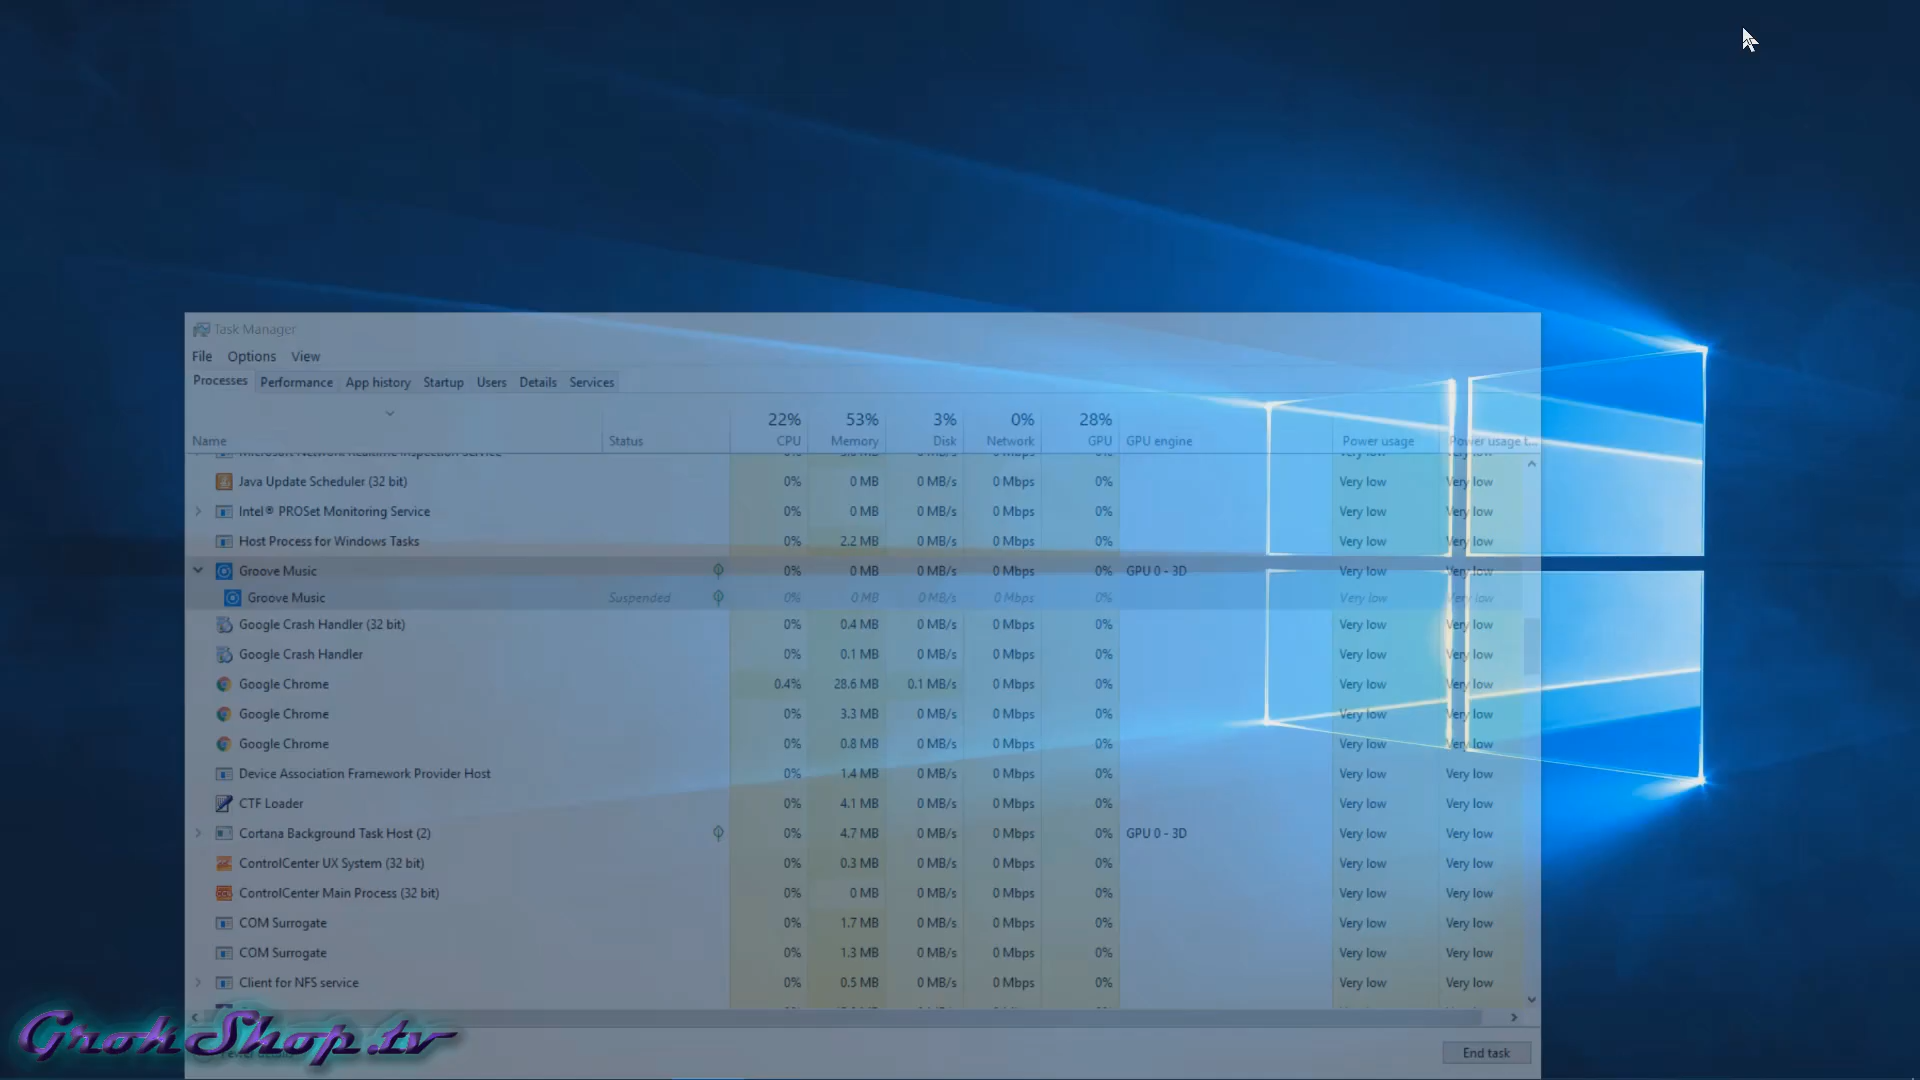 Task Manager
File Options View
Processes Performance App history Startup Users Details Services
22% 53% 3% 0% 28%
Name Status CPU Memory Disk Network GPU GPU engine Power usage Power usage t...
Microsoft Network Realtime Inspection Service 0% 0% Very low Very low
Java Update Scheduler (32 bit) 0% 0 MB 0 MB/s 0 Mbps 0% Very low Very low
Intel® PROSet Monitoring Service 0% 0 MB 0 MB/s 0 Mbps 0% Very low Very low
Host Process for Windows Tasks 0% 2.2 MB 0 MB/s 0 Mbps 0% Very low Very low
Groove Music 0% 0 MB 0 MB/s 0 Mbps 0% GPU 0 - 3D Very low Very low
Groove Music Suspended 0% 0 MB 0 MB/s 0 Mbps 0% Very low Very low
Google Crash Handler (32 bit) 0% 0.4 MB 0 MB/s 0 Mbps 0% Very low Very low
Google Crash Handler 0% 0.1 MB 0 MB/s 0 Mbps 0% Very low Very low
Google Chrome 0.4% 28.6 MB 0.1 MB/s 0 Mbps 0% Very low Very low
Google Chrome 0% 3.3 MB 0 MB/s 0 Mbps 0% Very low Very low
Google Chrome 0% 0.8 MB 0 MB/s 0 Mbps 0% Very low Very low
Device Association Framework Provider Host 0% 1.4 MB 0 MB/s 0 Mbps 0% Very low Very low
CTF Loader 0% 4.1 MB 0 MB/s 0 Mbps 0% Very low Very low
Cortana Background Task Host (2) 0% 4.7 MB 0 MB/s 0 Mbps 0% GPU 0 - 3D Very low Very low
ControlCenter UX System (32 bit) 0% 0.3 MB 0 MB/s 0 Mbps 0% Very low Very low
ControlCenter Main Process (32 bit) 0% 0 MB 0 MB/s 0 Mbps 0% Very low Very low
COM Surrogate 0% 1.7 MB 0 MB/s 0 Mbps 0% Very low Very low
COM Surrogate 0% 1.3 MB 0 MB/s 0 Mbps 0% Very low Very low
Client for NFS service 0% 0.5 MB 0 MB/s 0 Mbps 0% Very low Very low
GrokShop.tv
End task